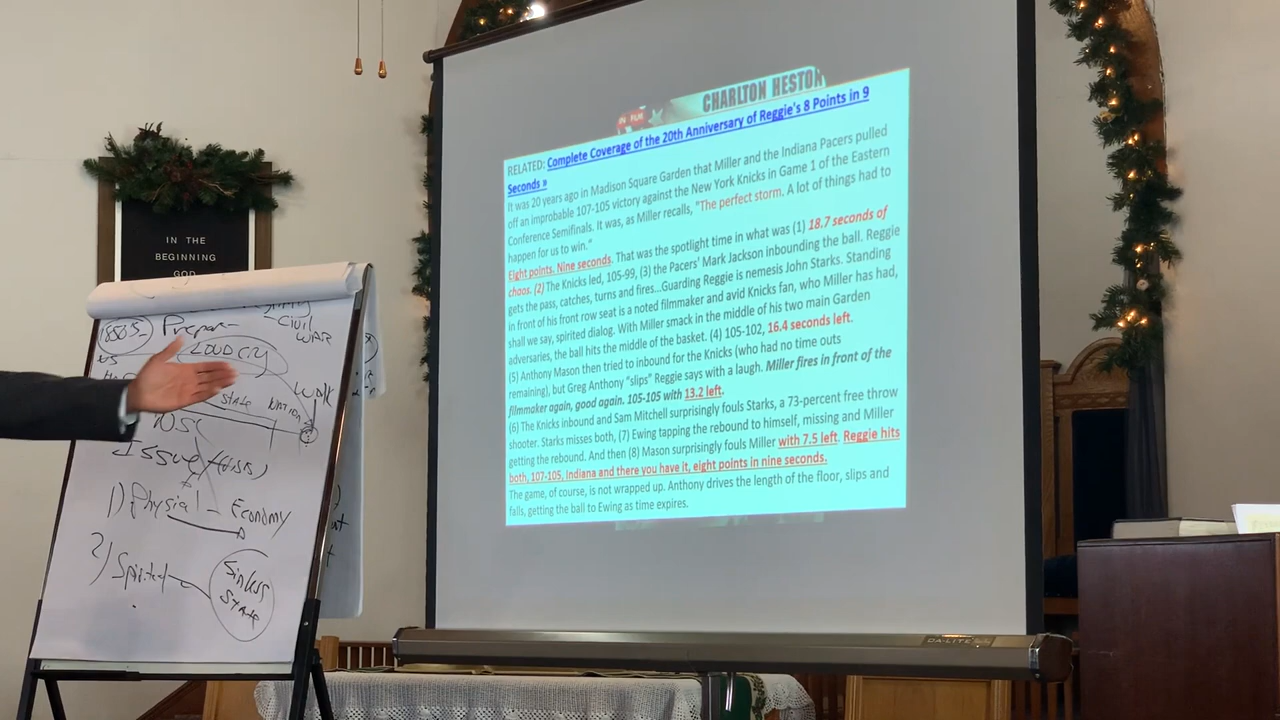 IN THE
BEGINNING
GOD
1850s
Prepar-
CIVIL
WAR
LOUD CRY
STATE
NATION
Issue
1) Physical - Economy
2)
Sinless
State
CHARLTON HESTON
IN FILM
RELATED: Complete Coverage of the 20th Anniversary of Reggie's 8 Points in 9
Seconds »
It was 20 years ago in Madison Square Garden that Miller and the Indiana Pacers pulled
off an improbable 107-105 victory against the New York Knicks in Game 1 of the Eastern
Conference Semifinals. It was, as Miller recalls, "The perfect storm. A lot of things had to
happen for us to win."
Eight points. Nine seconds. That was the spotlight time in what was (1) 18.7 seconds of
chaos. (2) The Knicks led, 105-99, (3) the Pacers' Mark Jackson inbounding the ball. Reggie
gets the pass, catches, turns and fires...Guarding Reggie is nemesis John Starks. Standing
in front of his front row seat is a noted filmmaker and avid Knicks fan, who Miller has had,
shall we say, spirited dialog. With Miller smack in the middle of his two main Garden
adversaries, the ball hits the middle of the basket. (4) 105-102, 16.4 seconds left.
(5) Anthony Mason then tried to inbound for the Knicks (who had no time outs
remaining), but Greg Anthony "slips" Reggie says with a laugh. Miller fires in front of the
filmmaker again, good again. 105-105 with 13.2 left.
(6) The Knicks inbound and Sam Mitchell surprisingly fouls Starks, a 73-percent free throw
shooter. Starks misses both, (7) Ewing tapping the rebound to himself, missing and Miller
getting the rebound. And then (8) Mason surprisingly fouls Miller with 7.5 left. Reggie hits
both, 107-105, Indiana and there you have it, eight points in nine seconds.
The game, of course, is not wrapped up. Anthony drives the length of the floor, slips and
falls, getting the ball to Ewing as time expires.
DA-LITE